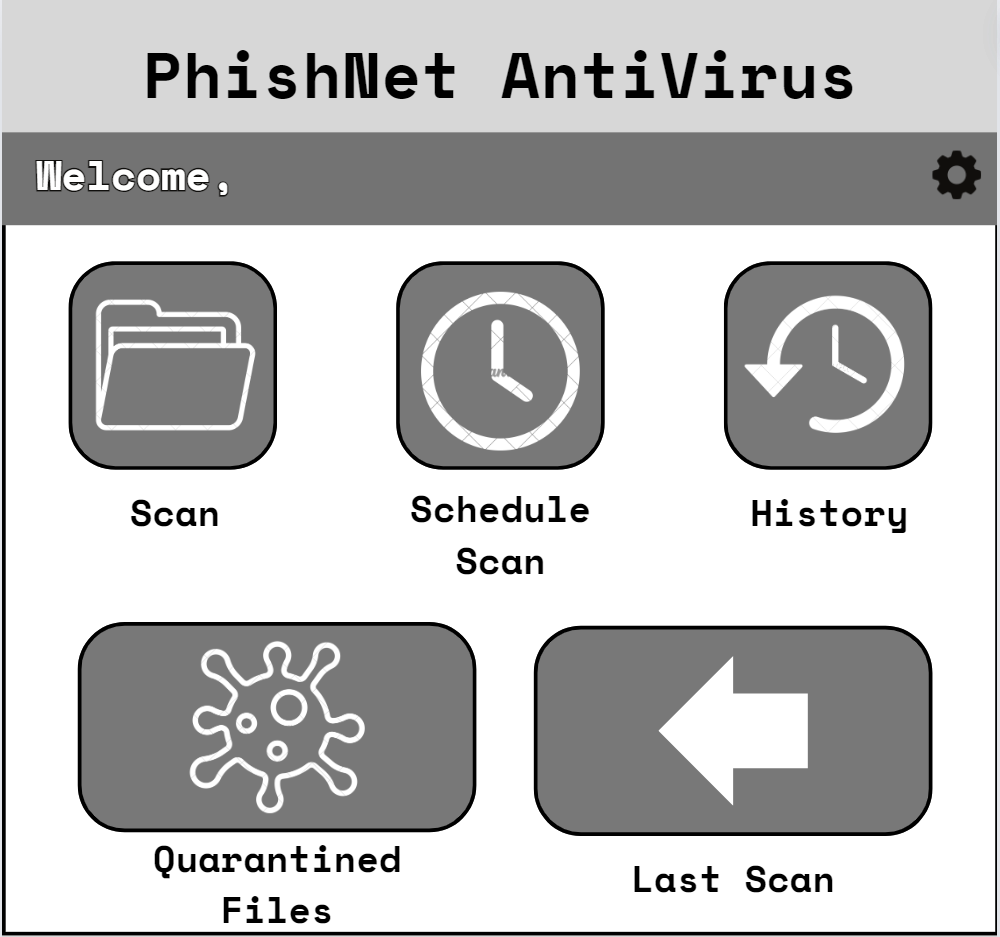 PhishNet AntiVirus
Welcome,
Scan
Schedule
Scan
History
Quarantined
Files
Last Scan